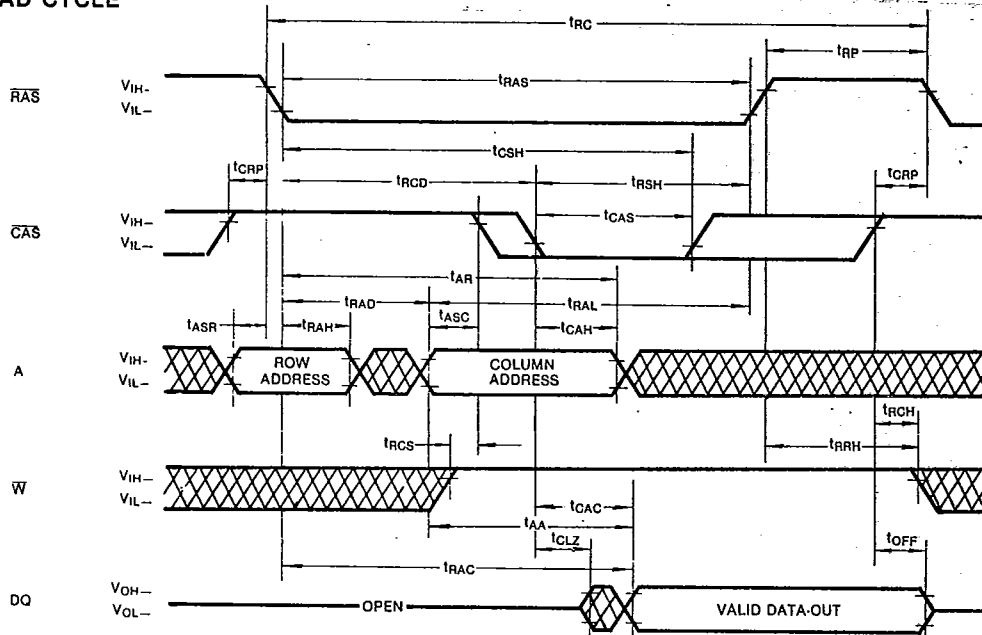 AD CYCLE
tRC
tRP
RAS
VIH-
VIL-
tRAS
tCSH
tCRP
tRCD
tRSH
tCRP
CAS
VIH-
VIL-
tCAS
tAR
tRAD
tRAL
tASR
tRAH
tASC
tCAH
A
VIH-
VIL-
ROW
ADDRESS
COLUMN
ADDRESS
tRCH
tRCS
tRRH
W
VIH-
VIL-
tCAC
tAA
tCLZ
tOFF
tRAC
DQ
VOH-
VOL-
OPEN
VALID DATA-OUT